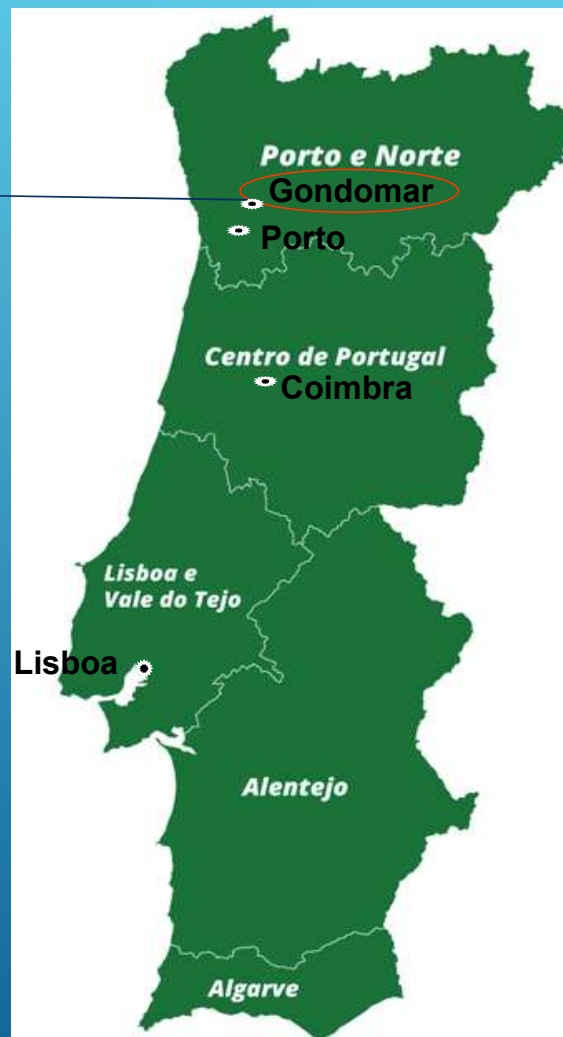 Porto e Norte
Gondomar
Porto
Centro de Portugal
Coimbra
Lisboa e
Vale do Tejo
Lisboa
Alentejo
Algarve